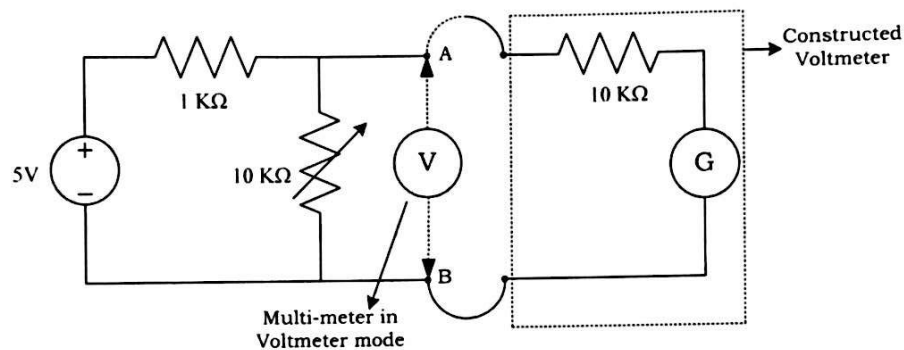 A
Constructed
Voltmeter
1 KΩ
10 KΩ
5V
+
−
10 KΩ
V
G
B
Multi-meter in
Voltmeter mode